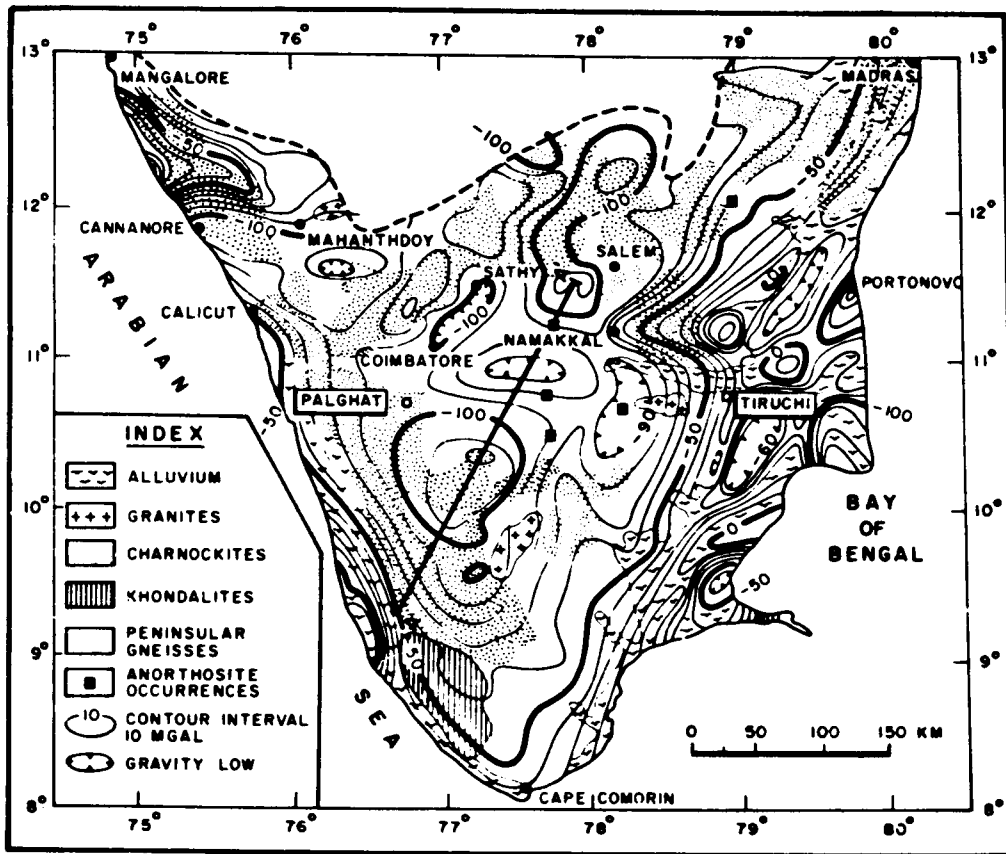 75° 76° 77° 78° 79° 80°
13° 13°
MANGALORE
MADRAS
-50
-100
-50
12° 12°
-100
CANNANORE
-100
MAHANTHDOY
SALEM
SATHY
PORTONOVO
ARABIAN
CALICUT
-100
NAMAKKAL
11° 11°
COIMBATORE
0
PALGHAT
-100
-90
TIRUCHI
-100
-50
-50
-60
INDEX
ALLUVIUM
GRANITES
CHARNOCKITES
KHONDALITES
PENINSULAR
GNEISSES
ANORTHOSITE
OCCURRENCES
10 CONTOUR INTERVAL
10 MGAL
GRAVITY LOW
10° 10°
BAY
OF
BENGAL
0
-50
9° 9°
-50
SEA
0 50 100 150 KM
8° 8°
CAPE COMORIN
75° 76° 77° 78° 79° 80°